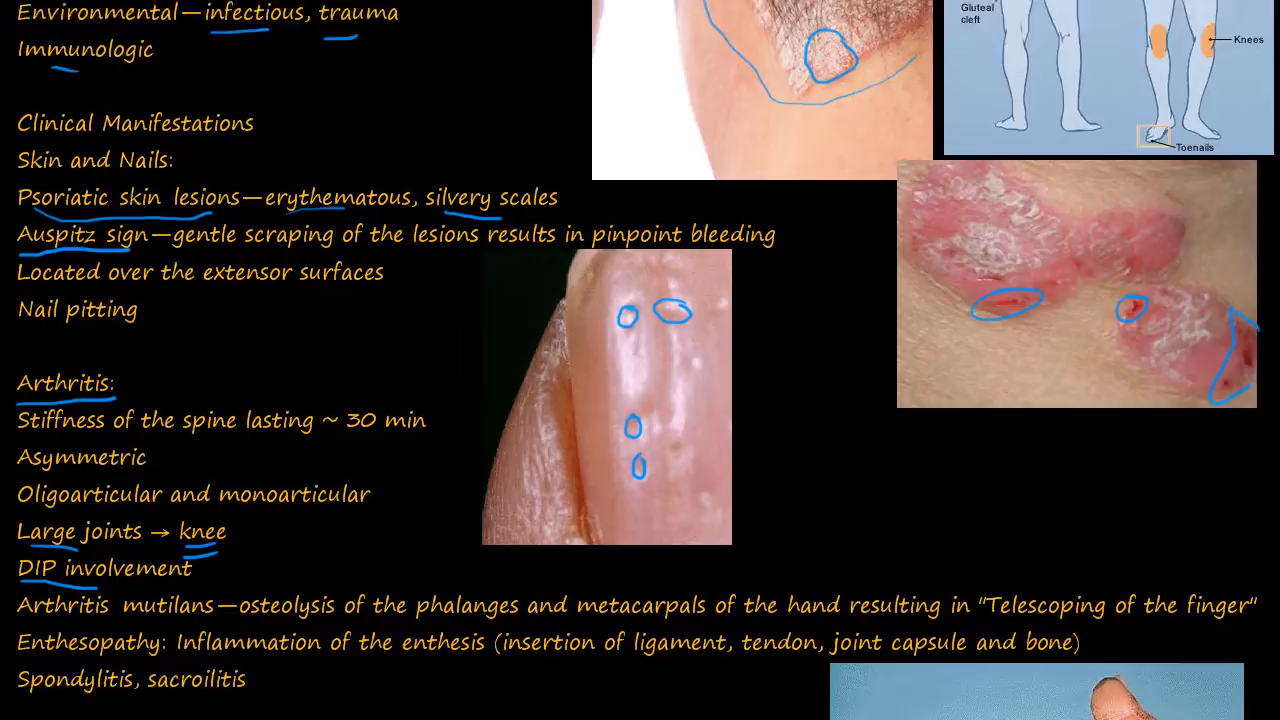 Environmental—infectious, trauma
Immunologic
Gluteal
cleft
Knees
Toenails
Clinical Manifestations
Skin and Nails:
Psoriatic skin lesions—erythematous, silvery scales
Auspitz sign—gentle scraping of the lesions results in pinpoint bleeding
Located over the extensor surfaces
Nail pitting
Arthritis:
Stiffness of the spine lasting ~ 30 min
Asymmetric
Oligoarticular and monoarticular
Large joints → knee
DIP involvement
Arthritis mutilans—osteolysis of the phalanges and metacarpals of the hand resulting in "Telescoping of the finger"
Enthesopathy: Inflammation of the enthesis (insertion of ligament, tendon, joint capsule and bone)
Spondylitis, sacroilitis